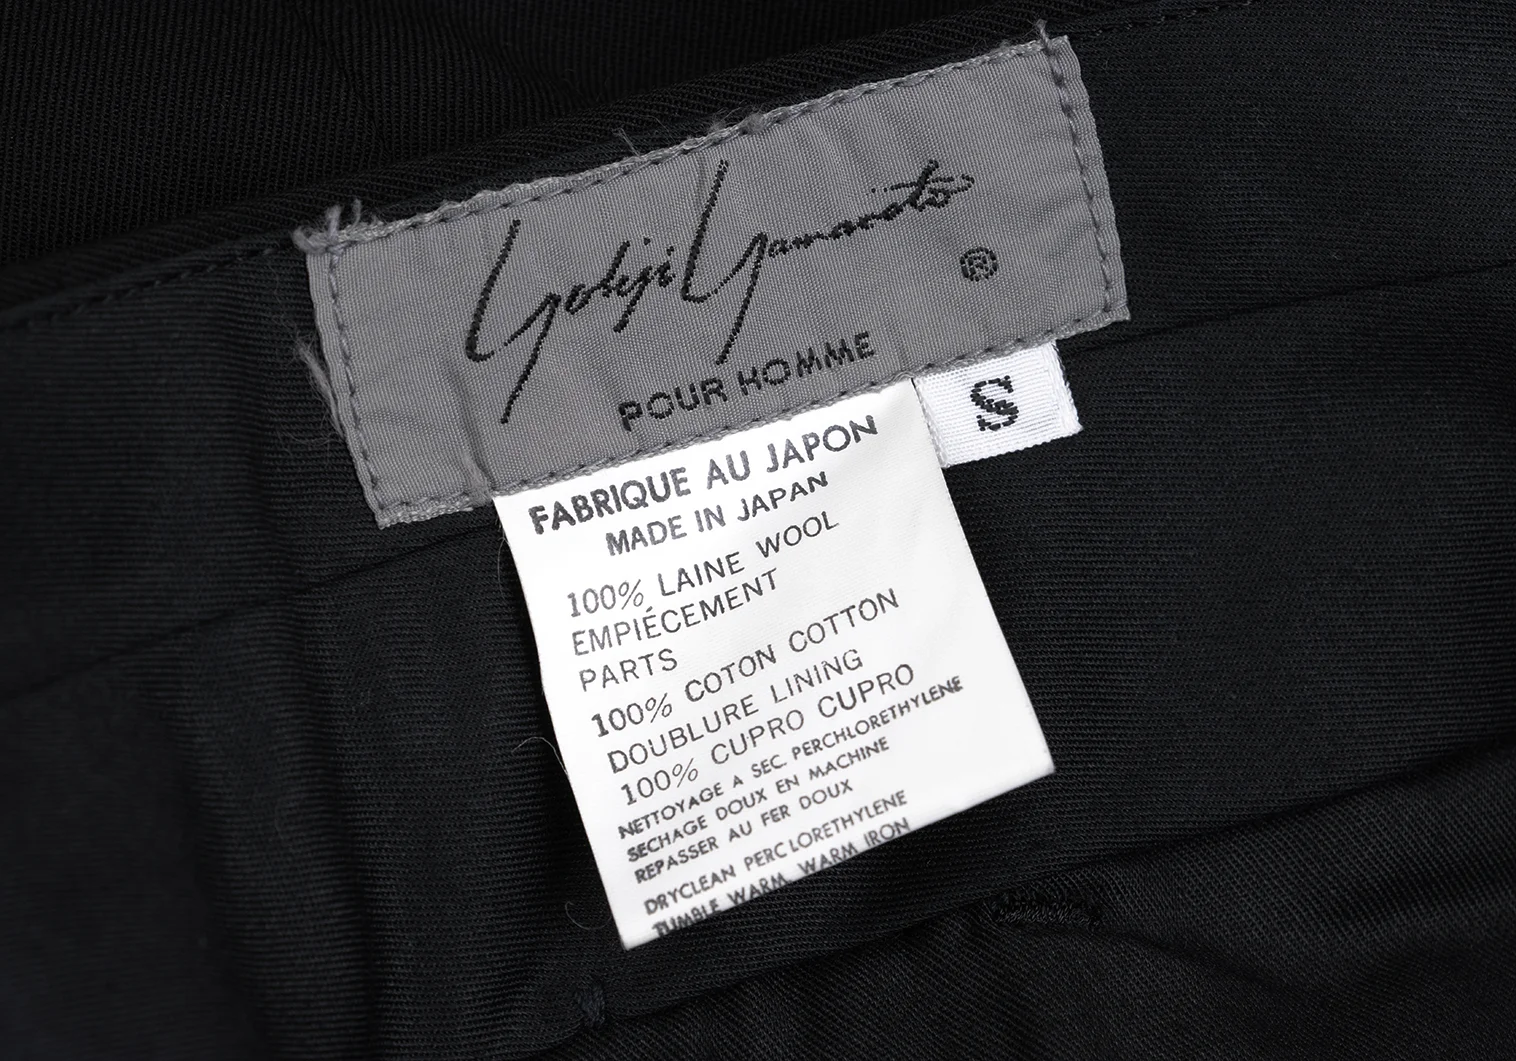 Yohji Yamamoto
®
POUR HOMME
S
FABRIQUE AU JAPON
MADE IN JAPAN
100% LAINE WOOL
EMPIÉCEMENT
PARTS
100% COTON COTTON
DOUBLURE LINING
100% CUPRO CUPRO
NETTOYAGE A SEC. PERCHLORETHYLENE
SECHAGE DOUX EN MACHINE
REPASSER AU FER DOUX
DRYCLEAN PERCLORETHYLENE
TUMBLE WARM, WARM IRON